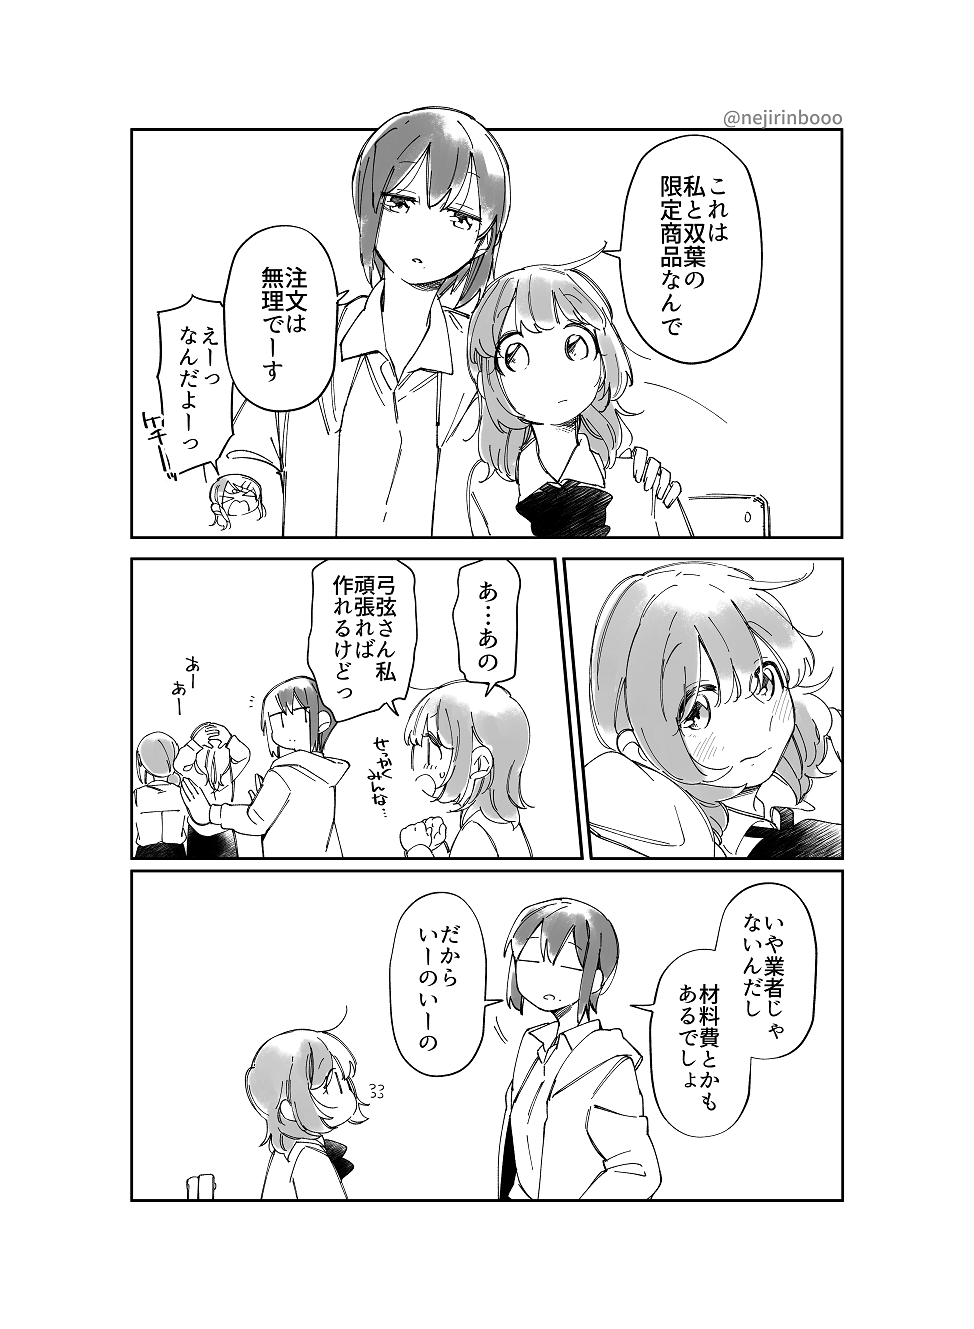 @nejirinbooo
これは
私と双葉の
限定商品なんで
注文は
無理でーす
えーっ
なんだよーっ
ケチーッ
あ…あの
弓弦さん私
頑張れば
作れるけどっ
せっかく
みんな…
あー
あー
いや業者じゃ
ないんだし
材料費とかも
あるでしょ
だから
いーのいーの